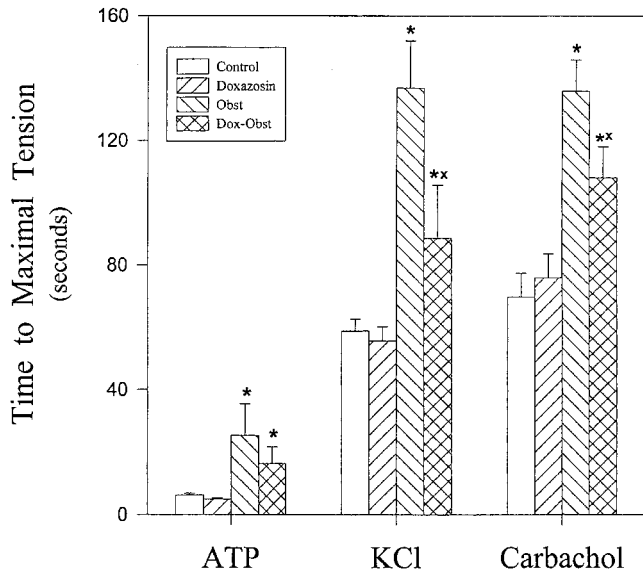 Time to Maximal Tension
(seconds)
160
120
80
40
0
Control
Doxazosin
Obst
Dox-Obst
*
*
*
*x
*
*x
ATP
KCl
Carbachol